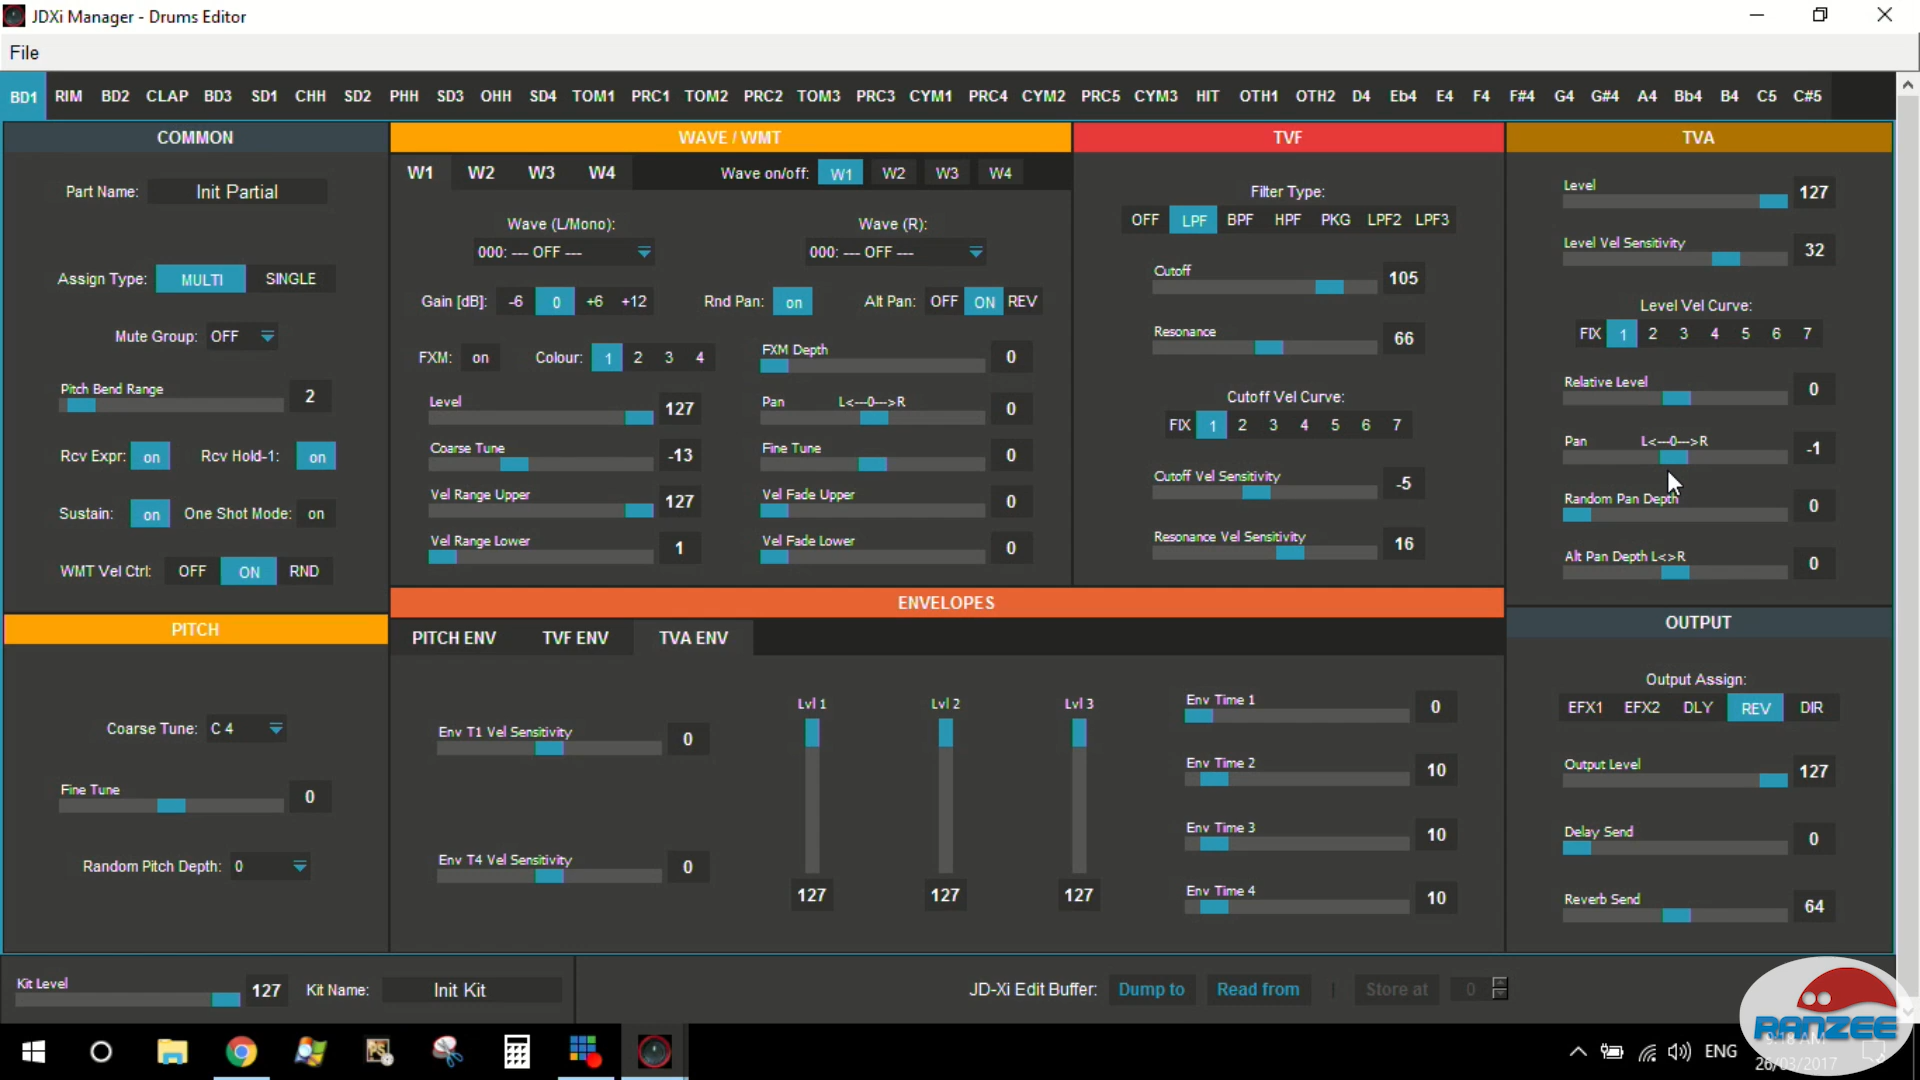 JDXi Manager - Drums Editor
File
BD1 RIM BD2 CLAP BD3 SD1 CHH SD2 PHH SD3 OHH SD4 TOM1 PRC1 TOM2 PRC2 TOM3 PRC3 CYM1 PRC4 CYM2 PRC5 CYM3 HIT OTH1 OTH2 D4 Eb4 E4 F4 F#4 G4 G#4 A4 Bb4 B4 C5 C#5
COMMON
Part Name: Init Partial
Assign Type: MULTI SINGLE
Mute Group: OFF
Pitch Bend Range 2
Rcv Expr: on Rcv Hold-1: on
Sustain: on One Shot Mode: on
WMT Vel Ctrl: OFF ON RND
PITCH
Coarse Tune: C 4
Fine Tune 0
Random Pitch Depth: 0
WAVE / WMT
W1 W2 W3 W4 Wave on/off: W1 W2 W3 W4
Wave (L/Mono): Wave (R):
000: --- OFF --- 000: --- OFF ---
Gain [dB]: -6 0 +6 +12 Rnd Pan: on Alt Pan: OFF ON REV
FXM: on Colour: 1 2 3 4 FXM Depth 0
Level 127 Pan L<---0--->R 0
Coarse Tune -13 Fine Tune 0
Vel Range Upper 127 Vel Fade Upper 0
Vel Range Lower 1 Vel Fade Lower 0
TVF
Filter Type:
OFF LPF BPF HPF PKG LPF2 LPF3
Cutoff 105
Resonance 66
Cutoff Vel Curve:
FIX 1 2 3 4 5 6 7
Cutoff Vel Sensitivity -5
Resonance Vel Sensitivity 16
TVA
Level 127
Level Vel Sensitivity 32
Level Vel Curve:
FIX 1 2 3 4 5 6 7
Relative Level 0
Pan L<---0--->R -1
Random Pan Depth 0
Alt Pan Depth L<>R 0
ENVELOPES
PITCH ENV TVF ENV TVA ENV
Env T1 Vel Sensitivity 0
Env T4 Vel Sensitivity 0
Lvl 1 Lvl 2 Lvl 3
127 127 127
Env Time 1 0
Env Time 2 10
Env Time 3 10
Env Time 4 10
OUTPUT
Output Assign:
EFX1 EFX2 DLY REV DIR
Output Level 127
Delay Send 0
Reverb Send 64
Kit Level 127 Kit Name: Init Kit
JD-Xi Edit Buffer: Dump to Read from | Store at 0
RANZEE
PS
ENG
9:18 AM
26/03/2017